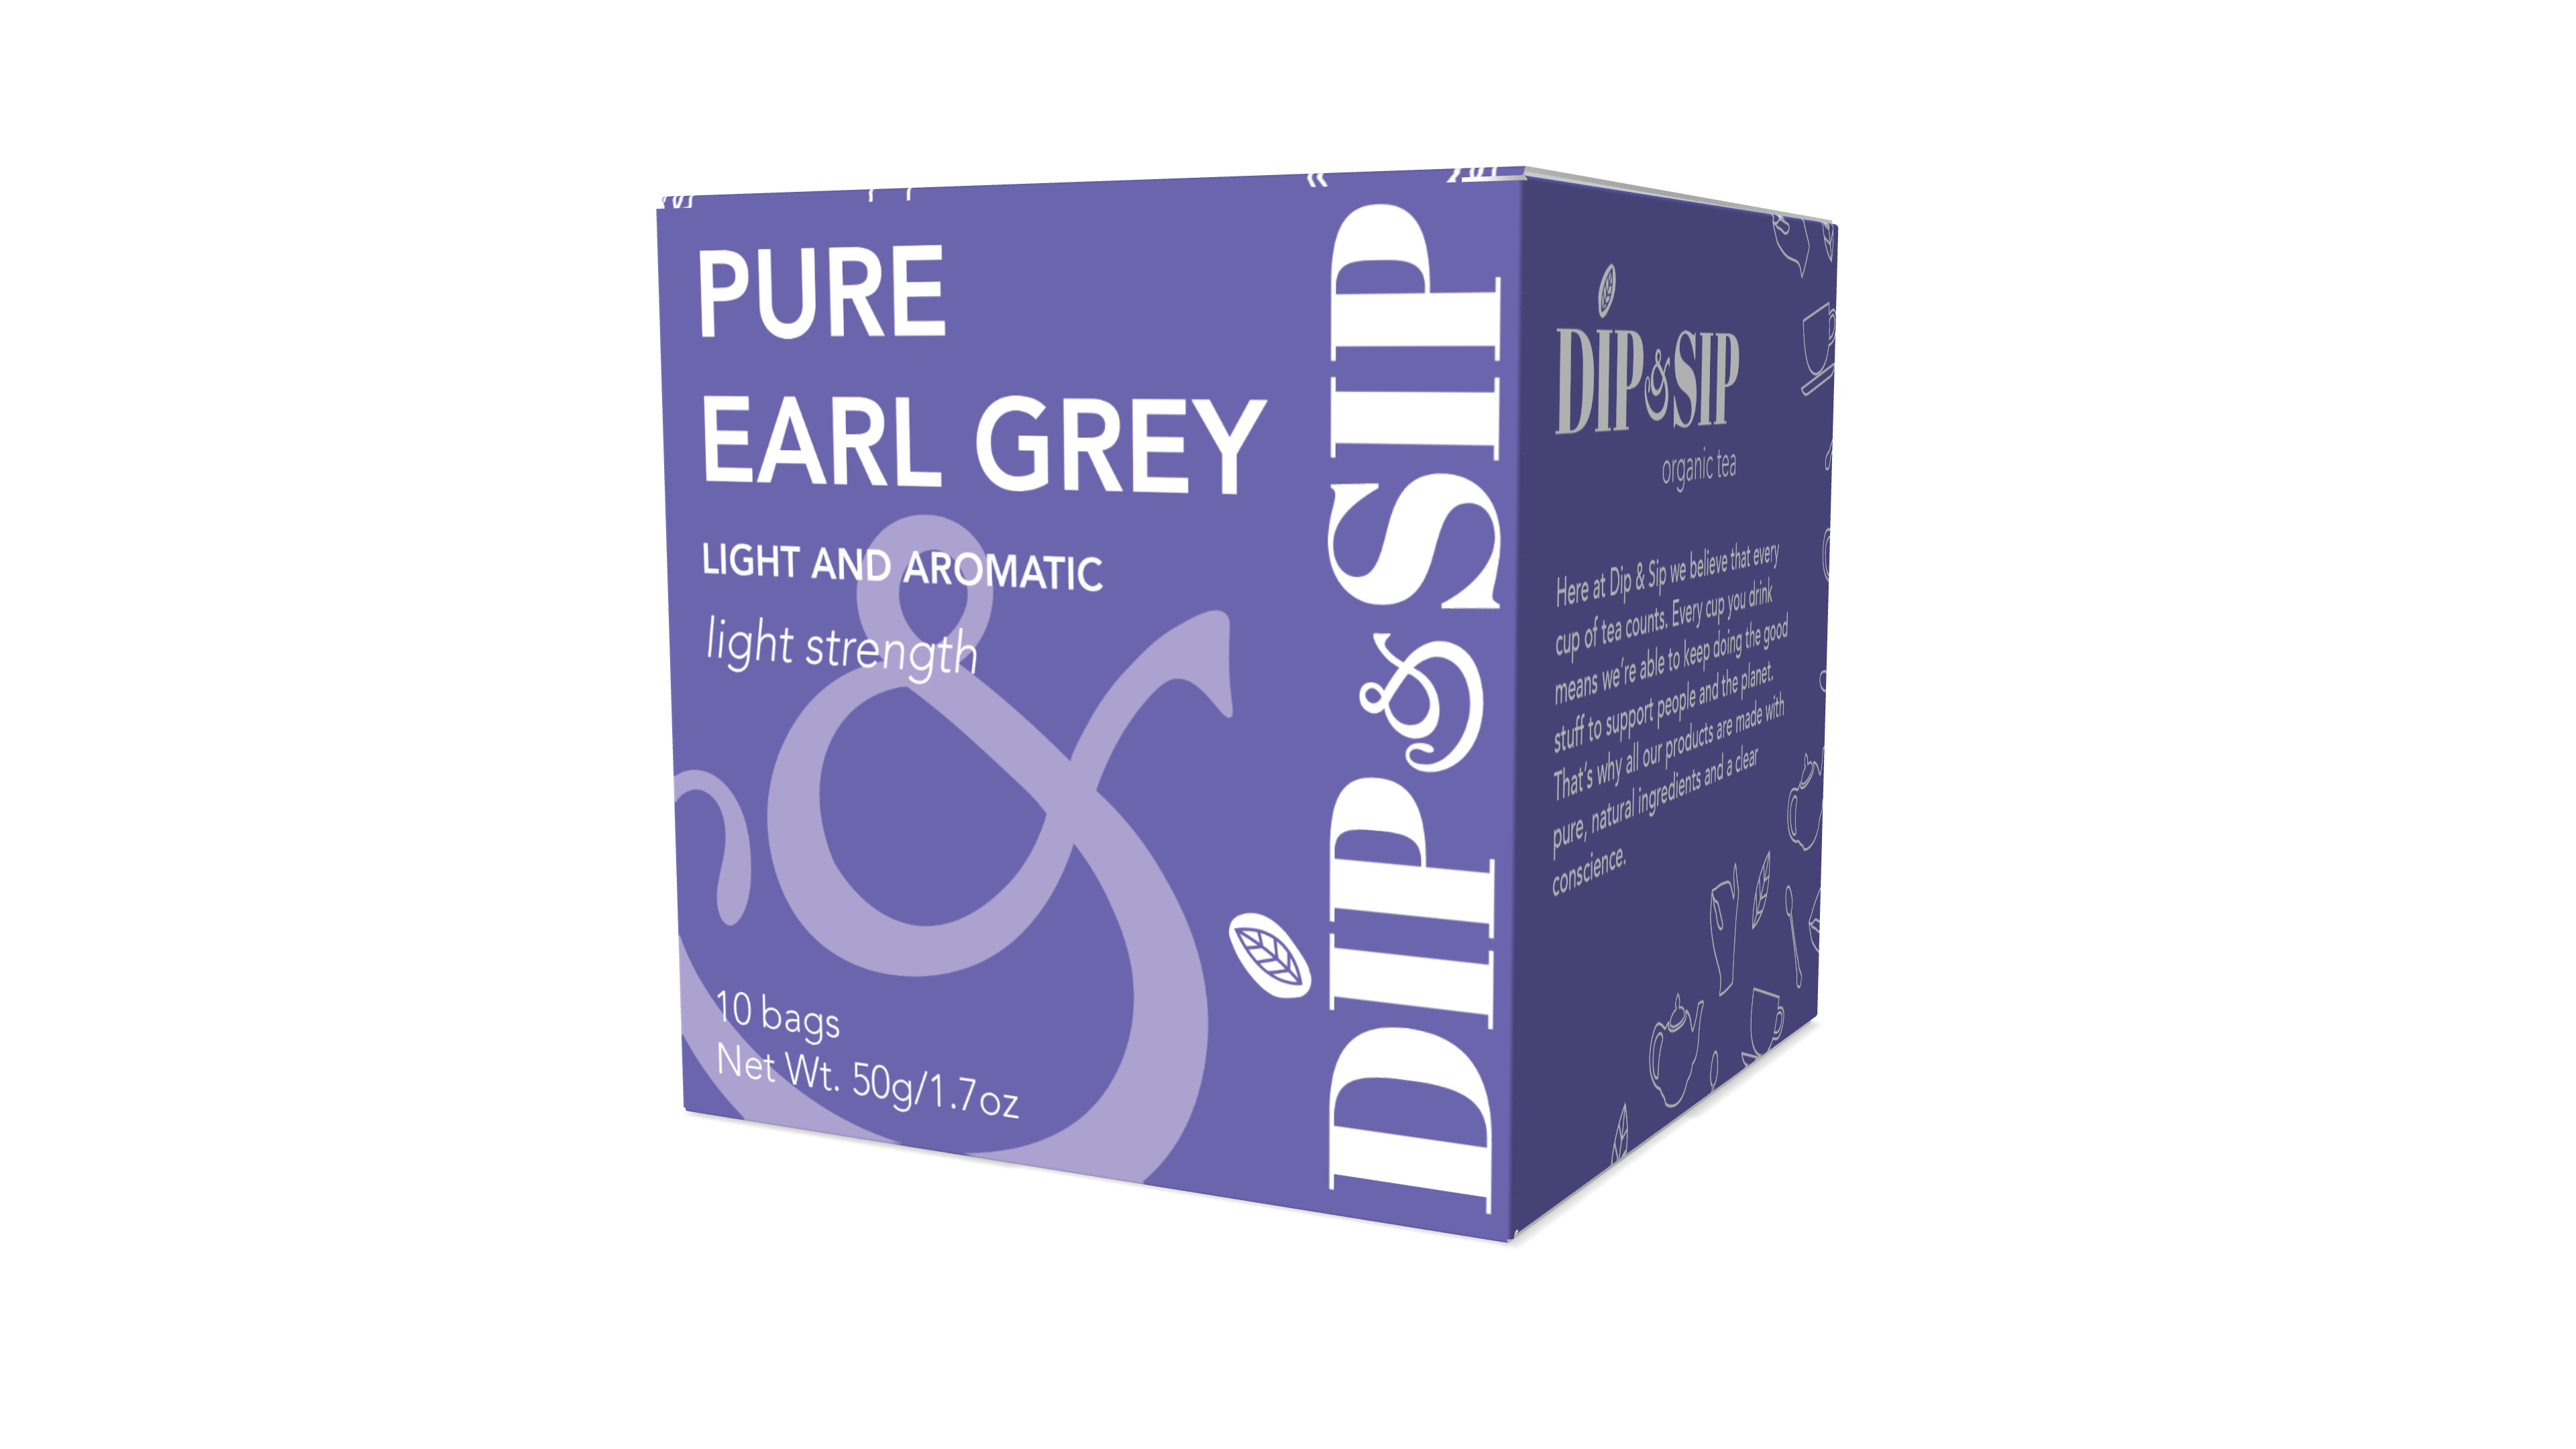 PURE
EARL GREY
LIGHT AND AROMATIC
light strength
10 bags
Net Wt. 50g/1.7oz
DIP & SIP
DIP & SIP
organic tea
Here at Dip & Sip we believe that every
cup of tea counts. Every cup you drink
means we're able to keep doing the good
stuff to support people and the planet.
That's why all our products are made with
pure, natural ingredients and a clear
conscience.